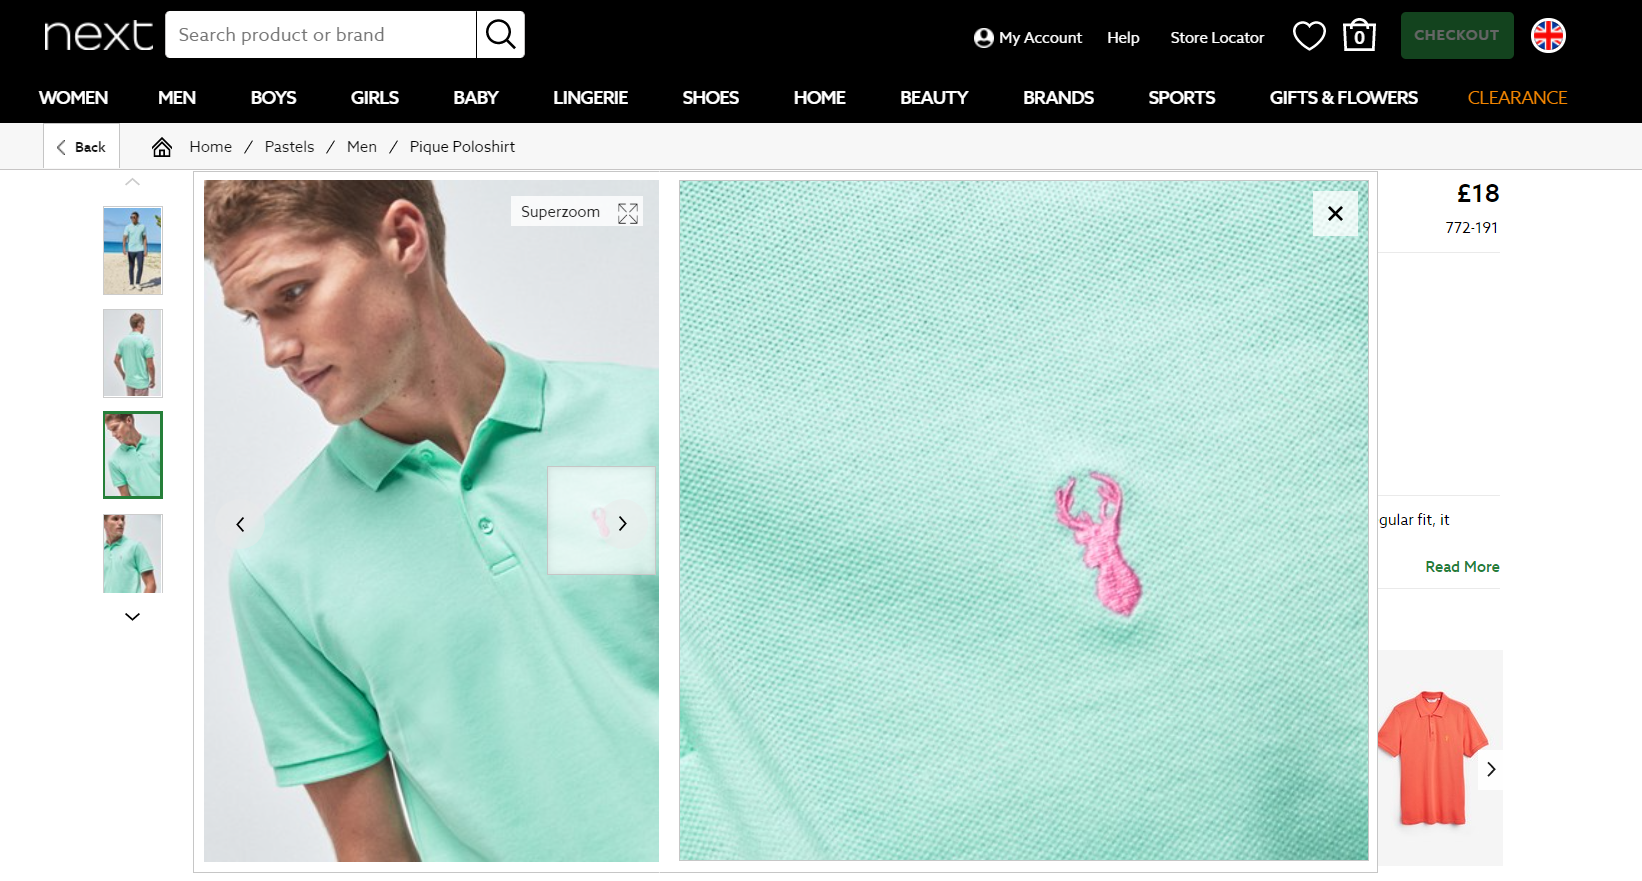 next
Search product or brand
My Account
Help
Store Locator
0
CHECKOUT
WOMEN
MEN
BOYS
GIRLS
BABY
LINGERIE
SHOES
HOME
BEAUTY
BRANDS
SPORTS
GIFTS & FLOWERS
CLEARANCE
Back
Home / Pastels / Men / Pique Poloshirt
Superzoom
£18
772-191
gular fit, it
Read More